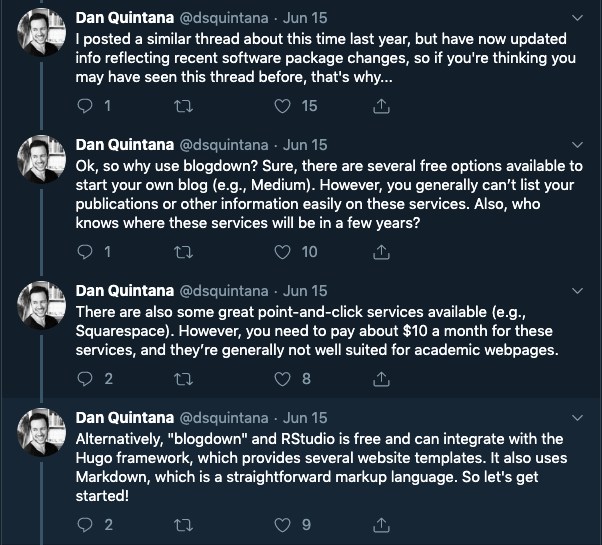 Dan Quintana @dsquintana · Jun 15
I posted a similar thread about this time last year, but have now updated
info reflecting recent software package changes, so if you're thinking you
may have seen this thread before, that's why...
1 15
Dan Quintana @dsquintana · Jun 15
Ok, so why use blogdown? Sure, there are several free options available to
start your own blog (e.g., Medium). However, you generally can’t list your
publications or other information easily on these services. Also, who
knows where these services will be in a few years?
1 10
Dan Quintana @dsquintana · Jun 15
There are also some great point-and-click services available (e.g.,
Squarespace). However, you need to pay about $10 a month for these
services, and they’re generally not well suited for academic webpages.
2 8
Dan Quintana @dsquintana · Jun 15
Alternatively, "blogdown" and RStudio is free and can integrate with the
Hugo framework, which provides several website templates. It also uses
Markdown, which is a straightforward markup language. So let's get
started!
2 9